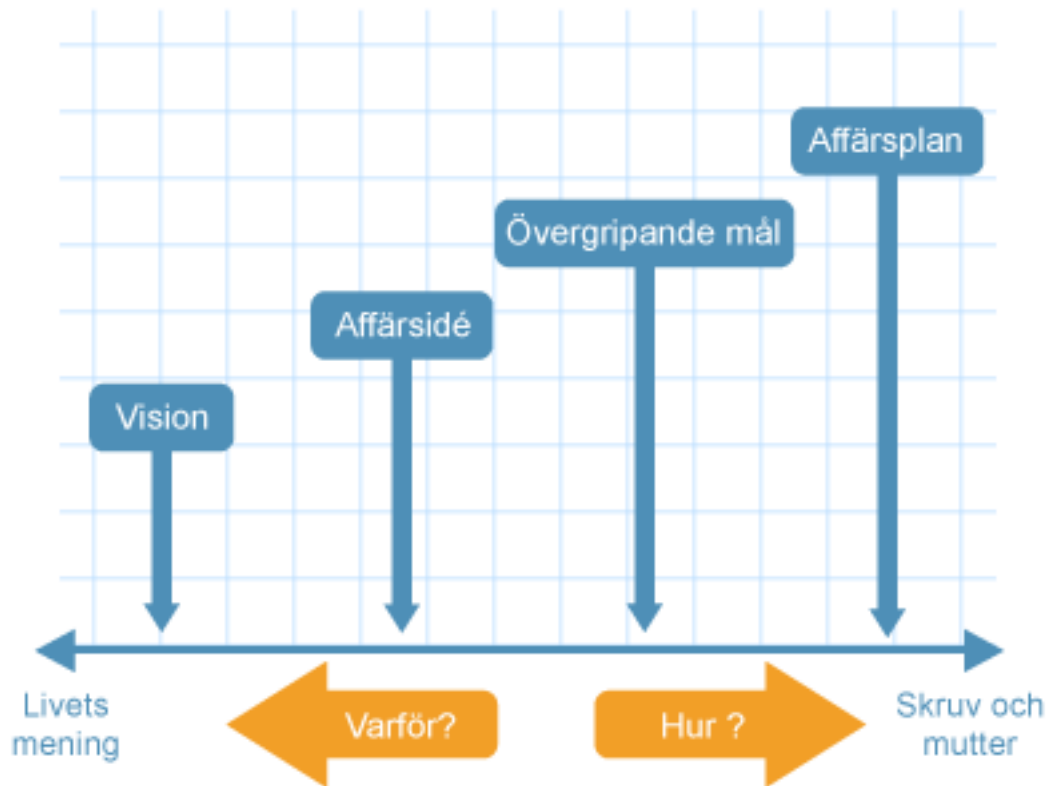 Affärsplan
Övergripande mål
Affärsidé
Vision
Livets
mening
Varför?
Hur ?
Skruv och
mutter